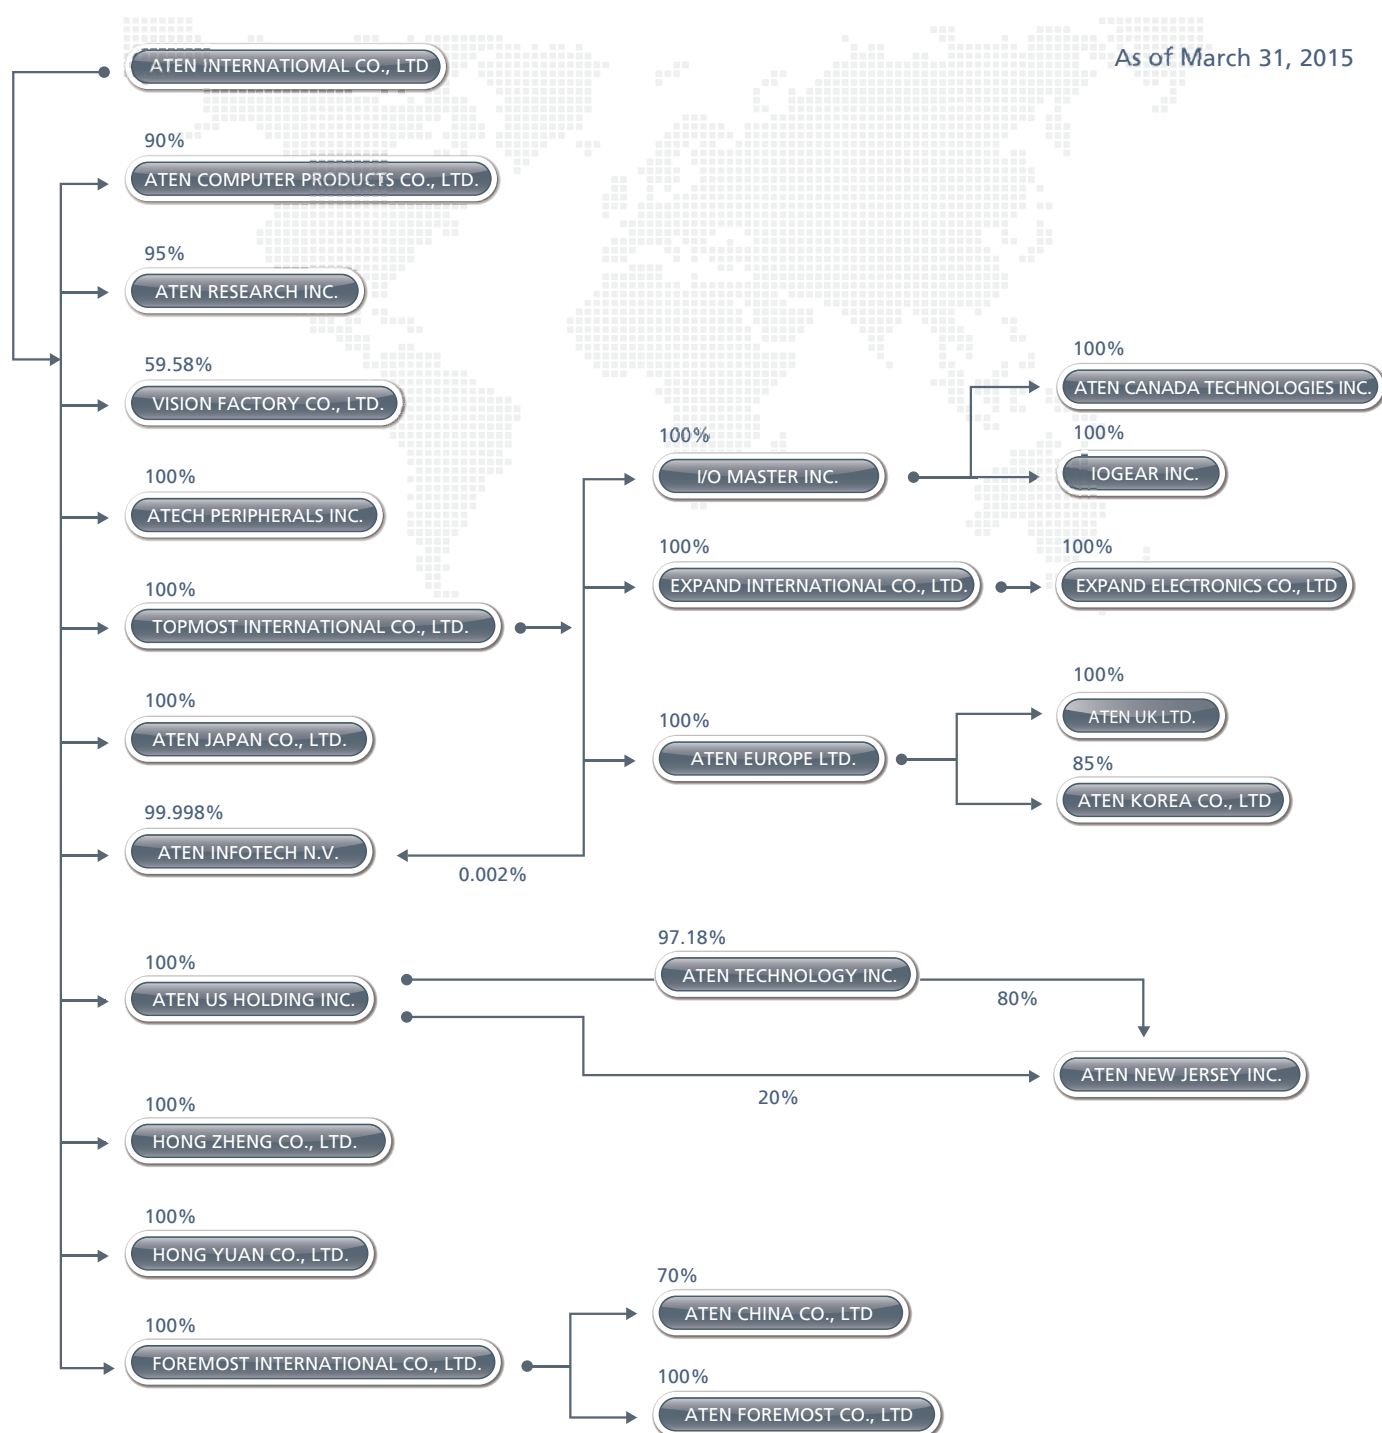 As of March 31, 2015
ATEN INTERNATIOMAL CO., LTD
90%
ATEN COMPUTER PRODUCTS CO., LTD.
95%
ATEN RESEARCH INC.
59.58%
VISION FACTORY CO., LTD.
100%
ATECH PERIPHERALS INC.
100%
TOPMOST INTERNATIONAL CO., LTD.
100%
ATEN JAPAN CO., LTD.
99.998%
ATEN INFOTECH N.V.
0.002%
100%
I/O MASTER INC.
100%
ATEN CANADA TECHNOLOGIES INC.
100%
IOGEAR INC.
100%
EXPAND INTERNATIONAL CO., LTD.
100%
EXPAND ELECTRONICS CO., LTD
100%
ATEN EUROPE LTD.
100%
ATEN UK LTD.
85%
ATEN KOREA CO., LTD
100%
ATEN US HOLDING INC.
97.18%
ATEN TECHNOLOGY INC.
80%
20%
ATEN NEW JERSEY INC.
100%
HONG ZHENG CO., LTD.
100%
HONG YUAN CO., LTD.
100%
FOREMOST INTERNATIONAL CO., LTD.
70%
ATEN CHINA CO., LTD
100%
ATEN FOREMOST CO., LTD